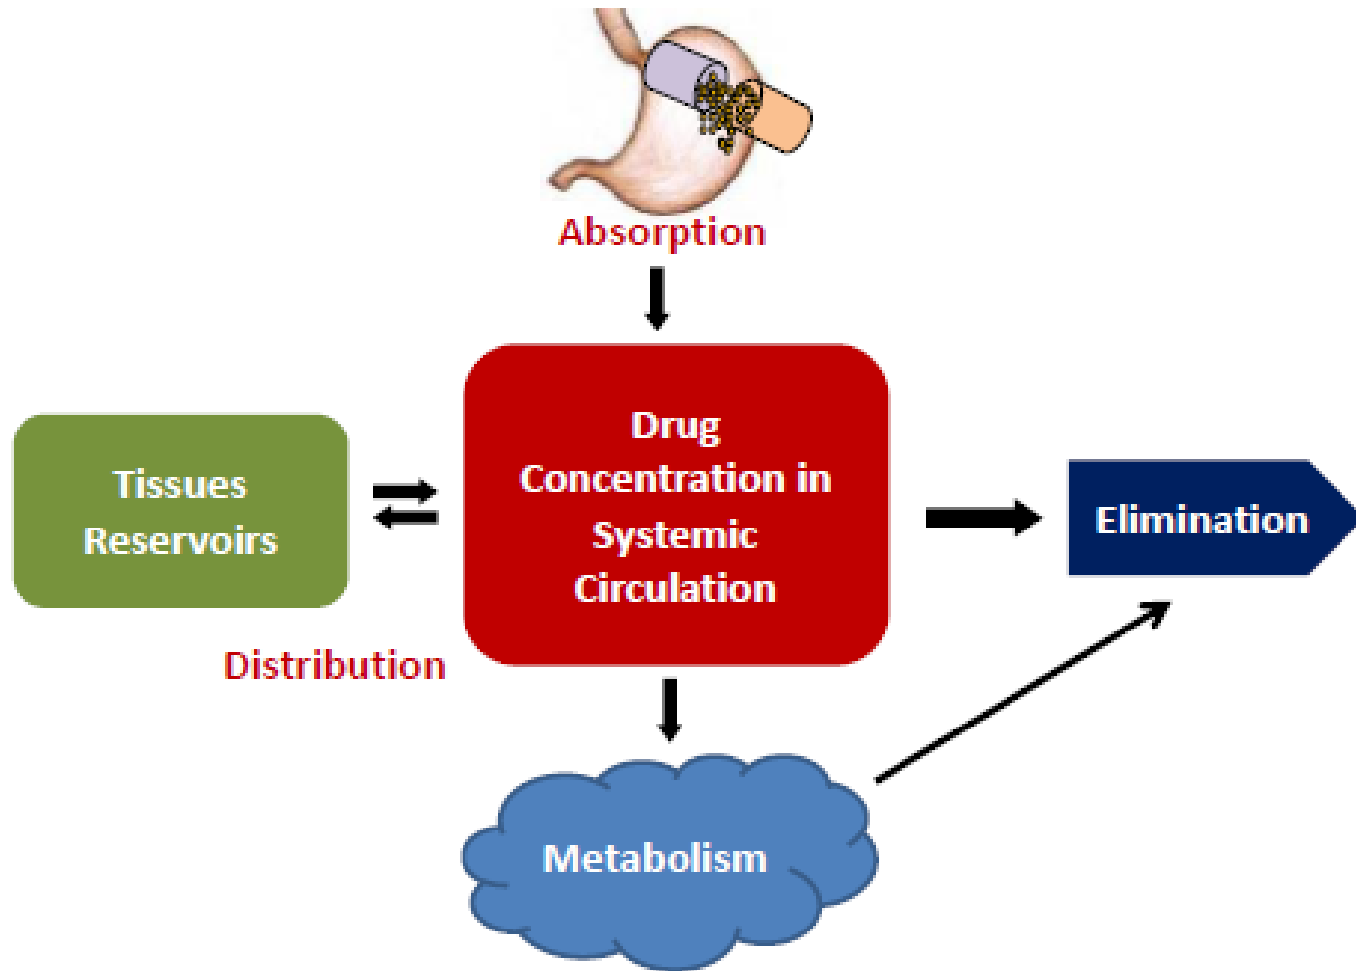 Absorption
Drug
Concentration in
Systemic
Circulation
Tissues
Reservoirs
Elimination
Distribution
Metabolism